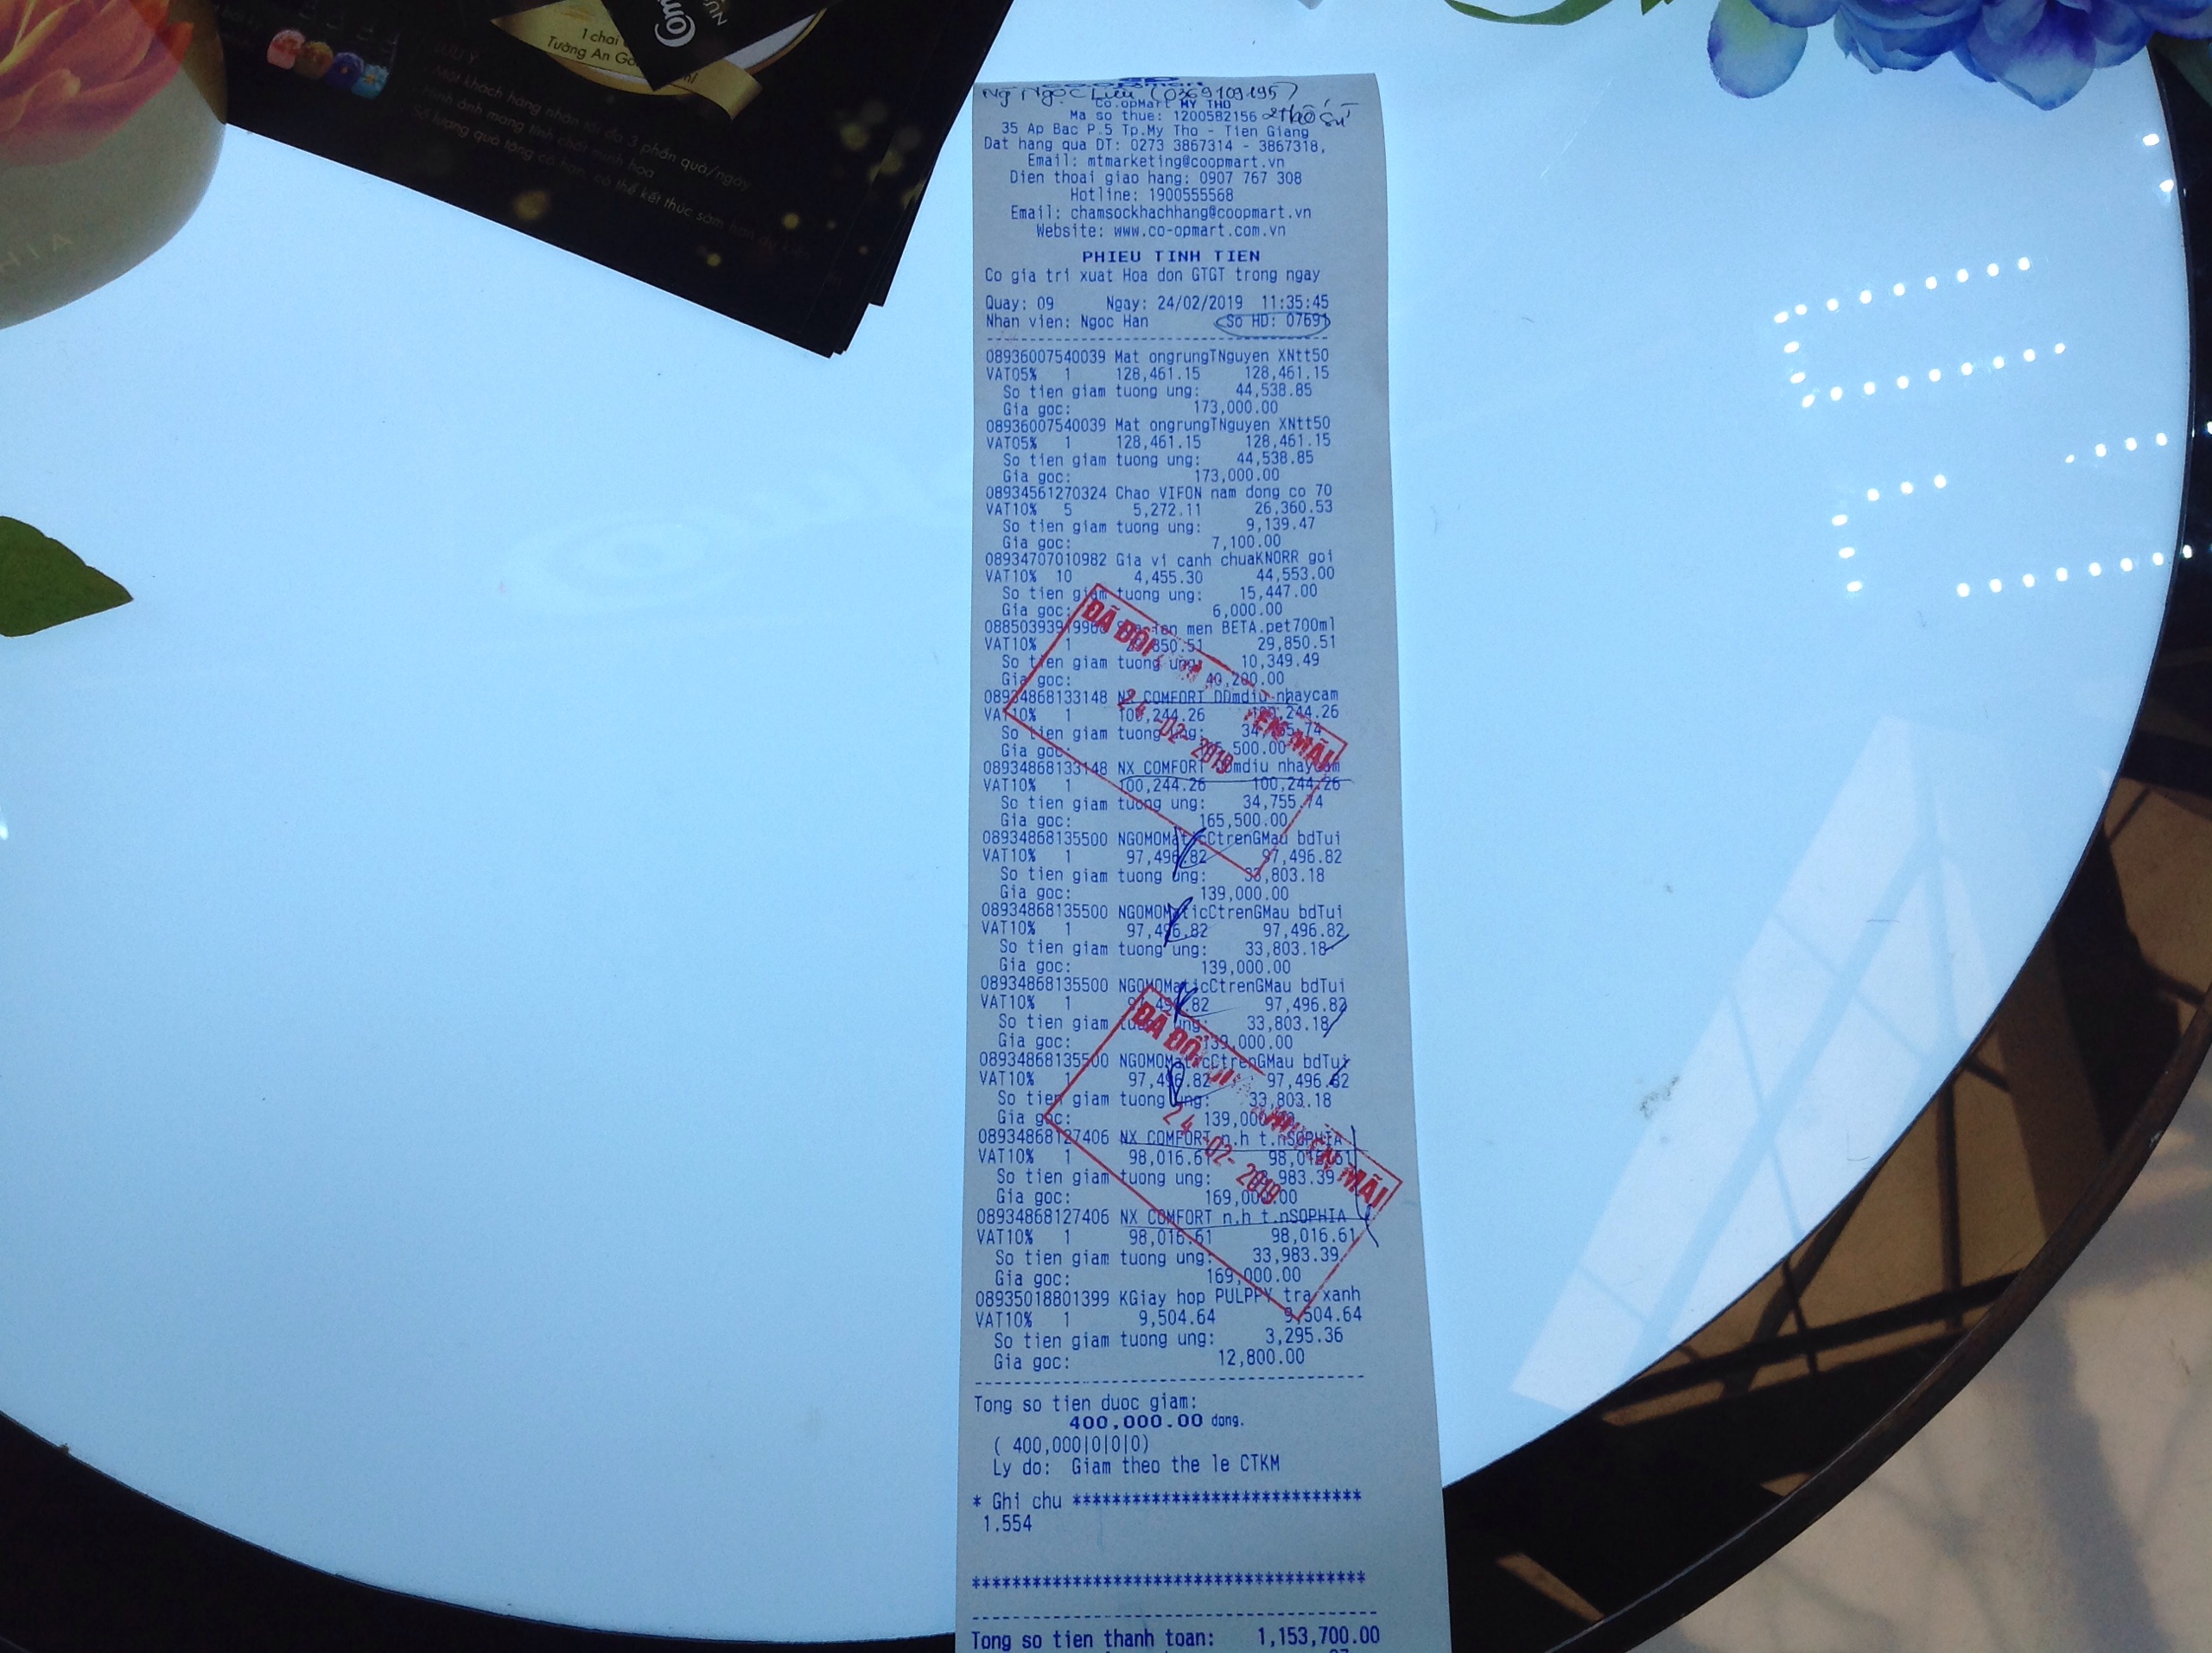 1 chai
Tường An Go
LƯU Ý
Một khách hàng nhận tối đa 3 phần quà/ngày
Hình ảnh mang tính chất minh họa
Số lượng quà tặng có hạn, có thể kết thúc sớm hơn dự
Co.opMart MY THO
Ma so thue: 1200582156
35 Ap Bac P.5 Tp.My Tho - Tien Giang
Dat hang qua DT: 0273 3867314 - 3867318,
Email: mtmarketing@coopmart.vn
Dien thoai giao hang: 0907 767 308
Hotline: 1900555568
Email: chamsockhachhang@coopmart.vn
Website: www.co-opmart.com.vn
PHIEU TINH TIEN
Co gia tri xuat Hoa don GTGT trong ngay
Quay: 09 Ngay: 24/02/2019 11:35:45
Nhan vien: Ngoc Han So HD: 07691
08936007540039 Mat ongrungTNguyen XNtt50
VAT05% 1 128,461.15 128,461.15
So tien giam tuong ung: 44,538.85
Gia goc: 173,000.00
08936007540039 Mat ongrungTNguyen XNtt50
VAT05% 1 128,461.15 128,461.15
So tien giam tuong ung: 44,538.85
Gia goc: 173,000.00
08934561270324 Chao VIFON nam dong co 70
VAT10% 5 5,272.11 26,360.53
So tien giam tuong ung: 9,139.47
Gia goc: 7,100.00
08934707010982 Gia vi canh chuaKNORR goi
VAT10% 10 4,455.30 44,553.00
So tien giam tuong ung: 15,447.00
Gia goc: 6,000.00
men BETA.pet700ml
VAT10% 1 29,850.51
So tien giam tuong ung: 10,349.49
Gia goc: 40,200.00
08934868133148 NX COMFORT DDmdiu nhaycam
VAT10% 1 100,244.26 100,244.26
So tien giam tuong ung:
Gia goc:
08934868133148 NX COMFORT DDmdiu nhaycam
VAT10% 1 100,244.26 100,244.26
So tien giam tuong ung: 34,755.74
Gia goc: 165,500.00
08934868135500 NGOMOMaticCtrenGMau bdTui
VAT10% 1 97,496.82 97,496.82
So tien giam tuong ung: 33,803.18
Gia goc: 139,000.00
08934868135500 NGOMOMaticCtrenGMau bdTui
VAT10% 1 97,496.82 97,496.82
So tien giam tuong ung: 33,803.18
Gia goc: 139,000.00
08934868135500 NGOMOMaticCtrenGMau bdTui
VAT10% 1 97,496.82 97,496.82
So tien giam tuong ung: 33,803.18
Gia goc: 139,000.00
08934868135500 NGOMOMaticCtrenGMau bdTui
VAT10% 1 97,496.82 97,496.82
So tien giam tuong ung: 33,803.18
Gia goc: 139,000.00
08934868127406 NX COMFORT n.h t.nSOPHIA
VAT10% 1 98,016.61 98,016.61
So tien giam tuong ung: 33,983.39
Gia goc: 169,000.00
08934868127406 NX COMFORT n.h t.nSOPHIA
VAT10% 1 98,016.61 98,016.61
So tien giam tuong ung: 33,983.39
Gia goc: 169,000.00
08935018801399 KGiay hop PULPPY tra xanh
VAT10% 1 9,504.64 9,504.64
So tien giam tuong ung: 3,295.36
Gia goc: 12,800.00
Tong so tien duoc giam:
400,000.00 dong.
( 400,000|0|0|0)
Ly do: Giam theo the le CTKM
* Ghi chu *****************************
1.554
***************************************
Tong so tien thanh toan: 1,153,700.00
ĐÃ ĐỔI MÃI
24-02-2019
ĐÃ ĐỔI MÃI
24-02-2019